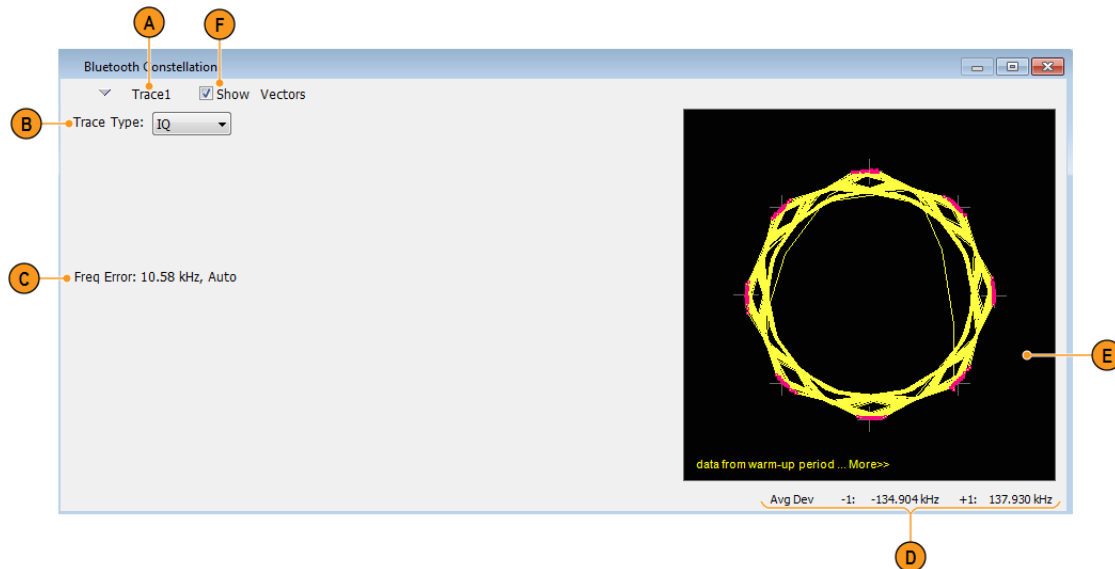 A
F
Bluetooth Constellation
Trace1 Show Vectors
B
Trace Type: IQ
C
Freq Error: 10.58 kHz, Auto
E
data from warm-up period ... More>>
Avg Dev -1: -134.904 kHz +1: 137.930 kHz
D